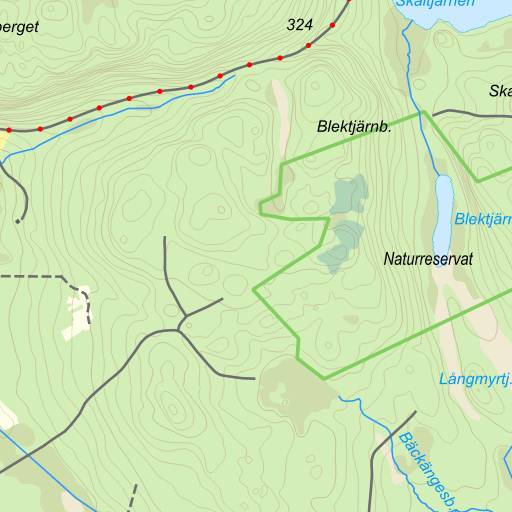 Skaltjärnen
berget
324
Ska
Blektjärnb.
Blektjärn
Naturreservat
Långmyrtj.
Bäckängesb.